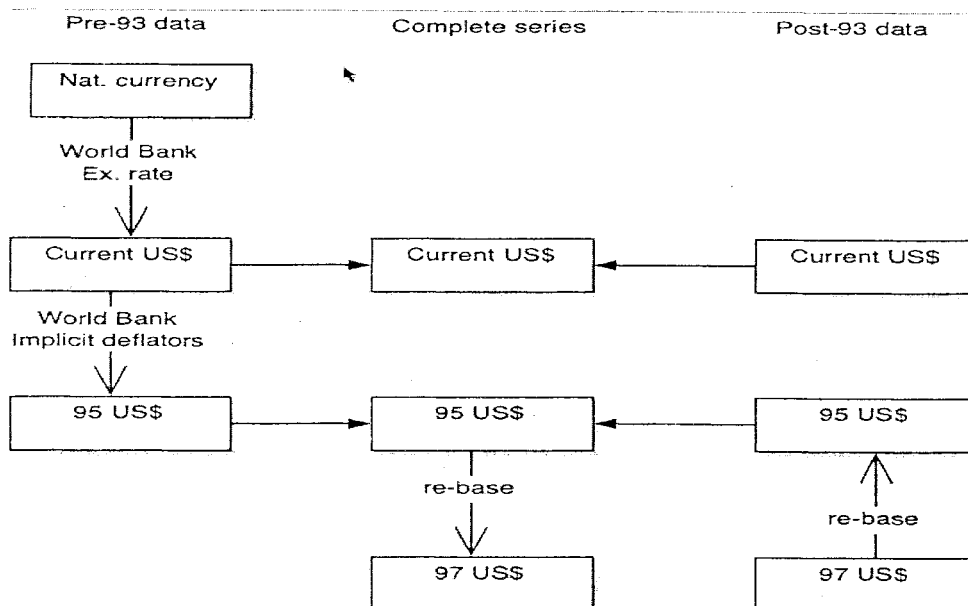 Pre-93 data Complete series Post-93 data
Nat. currency
World Bank
Ex. rate
Current US$ Current US$ Current US$
World Bank
Implicit deflators
95 US$ 95 US$ 95 US$
re-base
re-base
97 US$ 97 US$